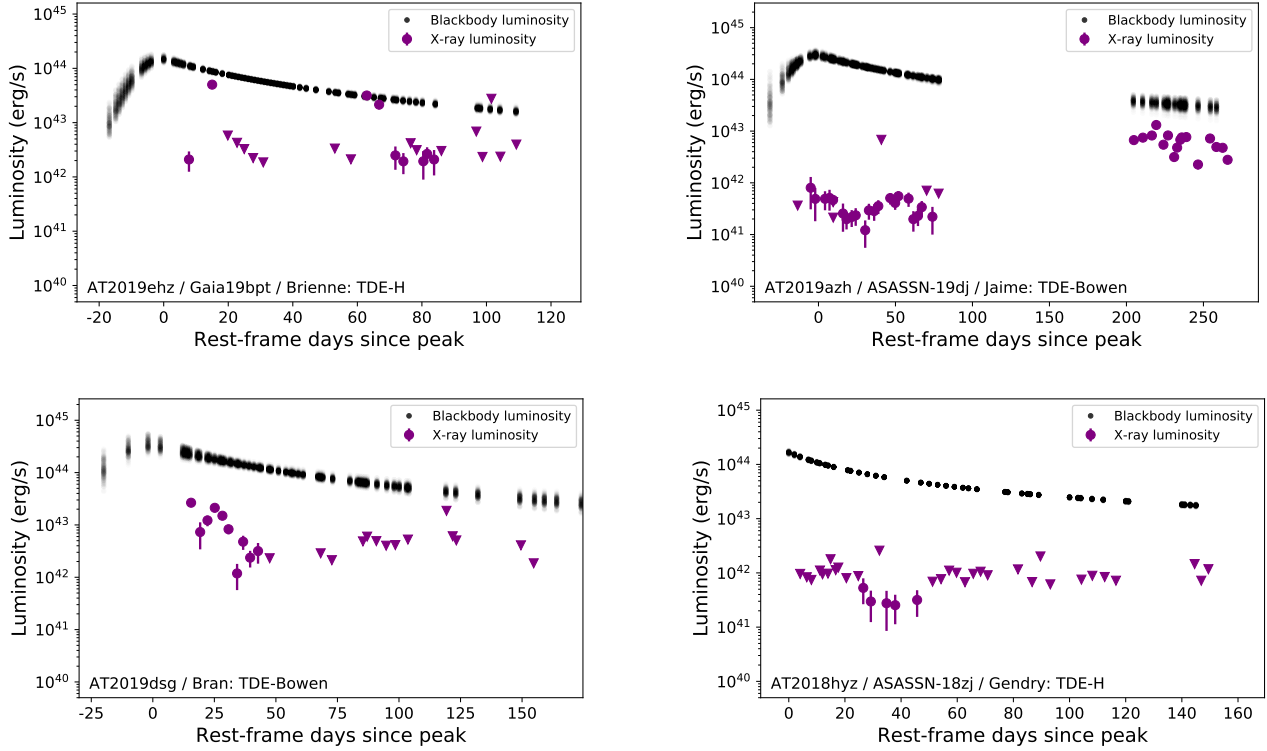 10^45
10^44
10^43
10^42
10^41
10^40
Luminosity (erg/s)
Blackbody luminosity
X-ray luminosity
AT2019ehz / Gaia19bpt / Brienne: TDE-H
-20 0 20 40 60 80 100 120
Rest-frame days since peak
10^45
10^44
10^43
10^42
10^41
10^40
Luminosity (erg/s)
Blackbody luminosity
X-ray luminosity
AT2019azh / ASASSN-19dj / Jaime: TDE-Bowen
0 50 100 150 200 250
Rest-frame days since peak
10^45
10^44
10^43
10^42
10^41
10^40
Luminosity (erg/s)
Blackbody luminosity
X-ray luminosity
AT2019dsg / Bran: TDE-Bowen
-25 0 25 50 75 100 125 150
Rest-frame days since peak
10^45
10^44
10^43
10^42
10^41
10^40
Luminosity (erg/s)
Blackbody luminosity
X-ray luminosity
AT2018hyz / ASASSN-18zj / Gendry: TDE-H
0 20 40 60 80 100 120 140 160
Rest-frame days since peak